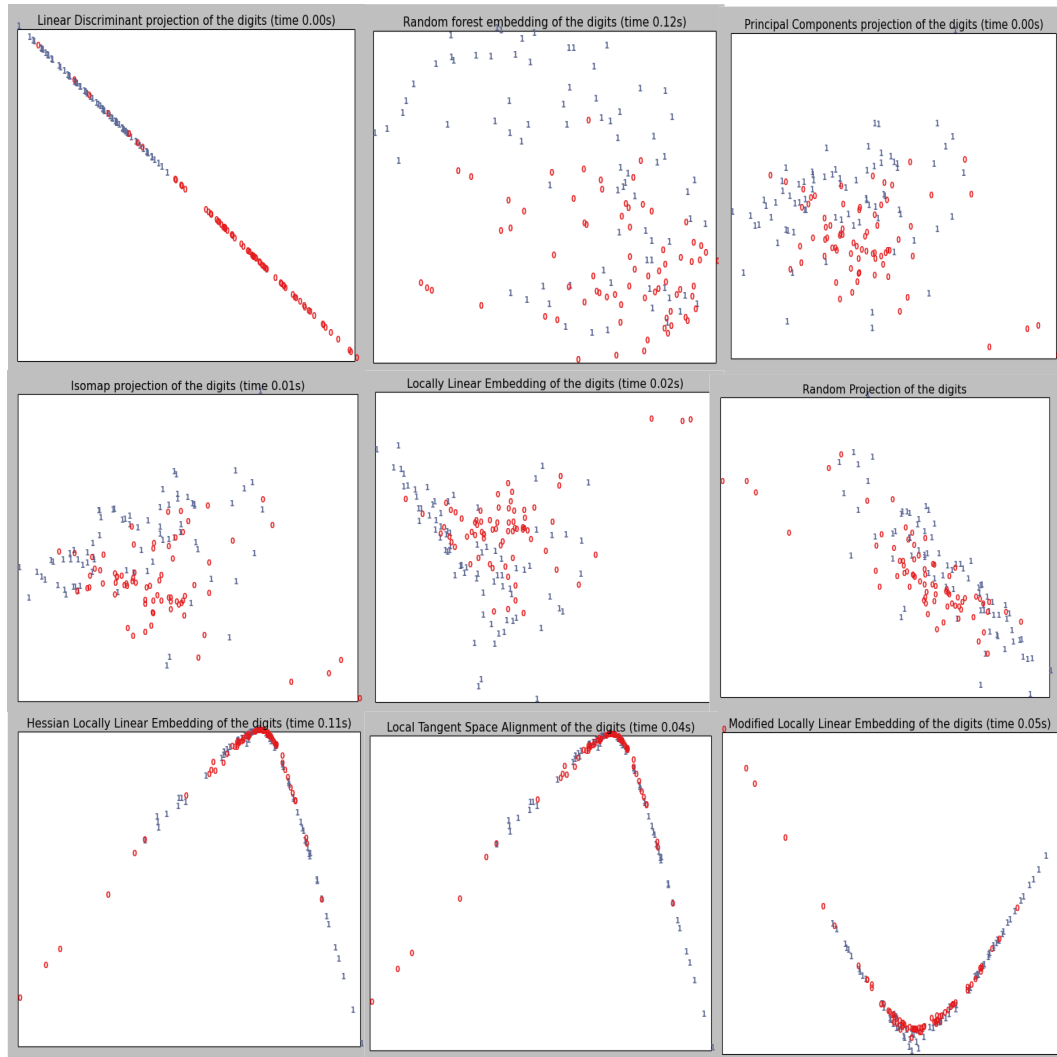 Linear Discriminant projection of the digits (time 0.00s)
Random forest embedding of the digits (time 0.12s)
Principal Components projection of the digits (time 0.00s)
Isomap projection of the digits (time 0.01s)
Locally Linear Embedding of the digits (time 0.02s)
Random Projection of the digits
Hessian Locally Linear Embedding of the digits (time 0.11s)
Local Tangent Space Alignment of the digits (time 0.04s)
Modified Locally Linear Embedding of the digits (time 0.05s)